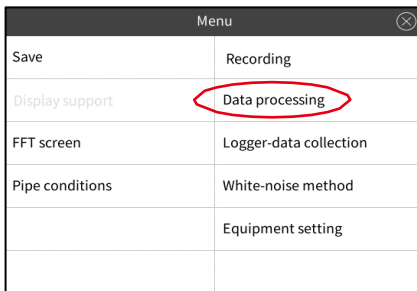 Menu
Save
Recording
Display support
Data processing
FFT screen
Logger-data collection
Pipe conditions
White-noise method
Equipment setting